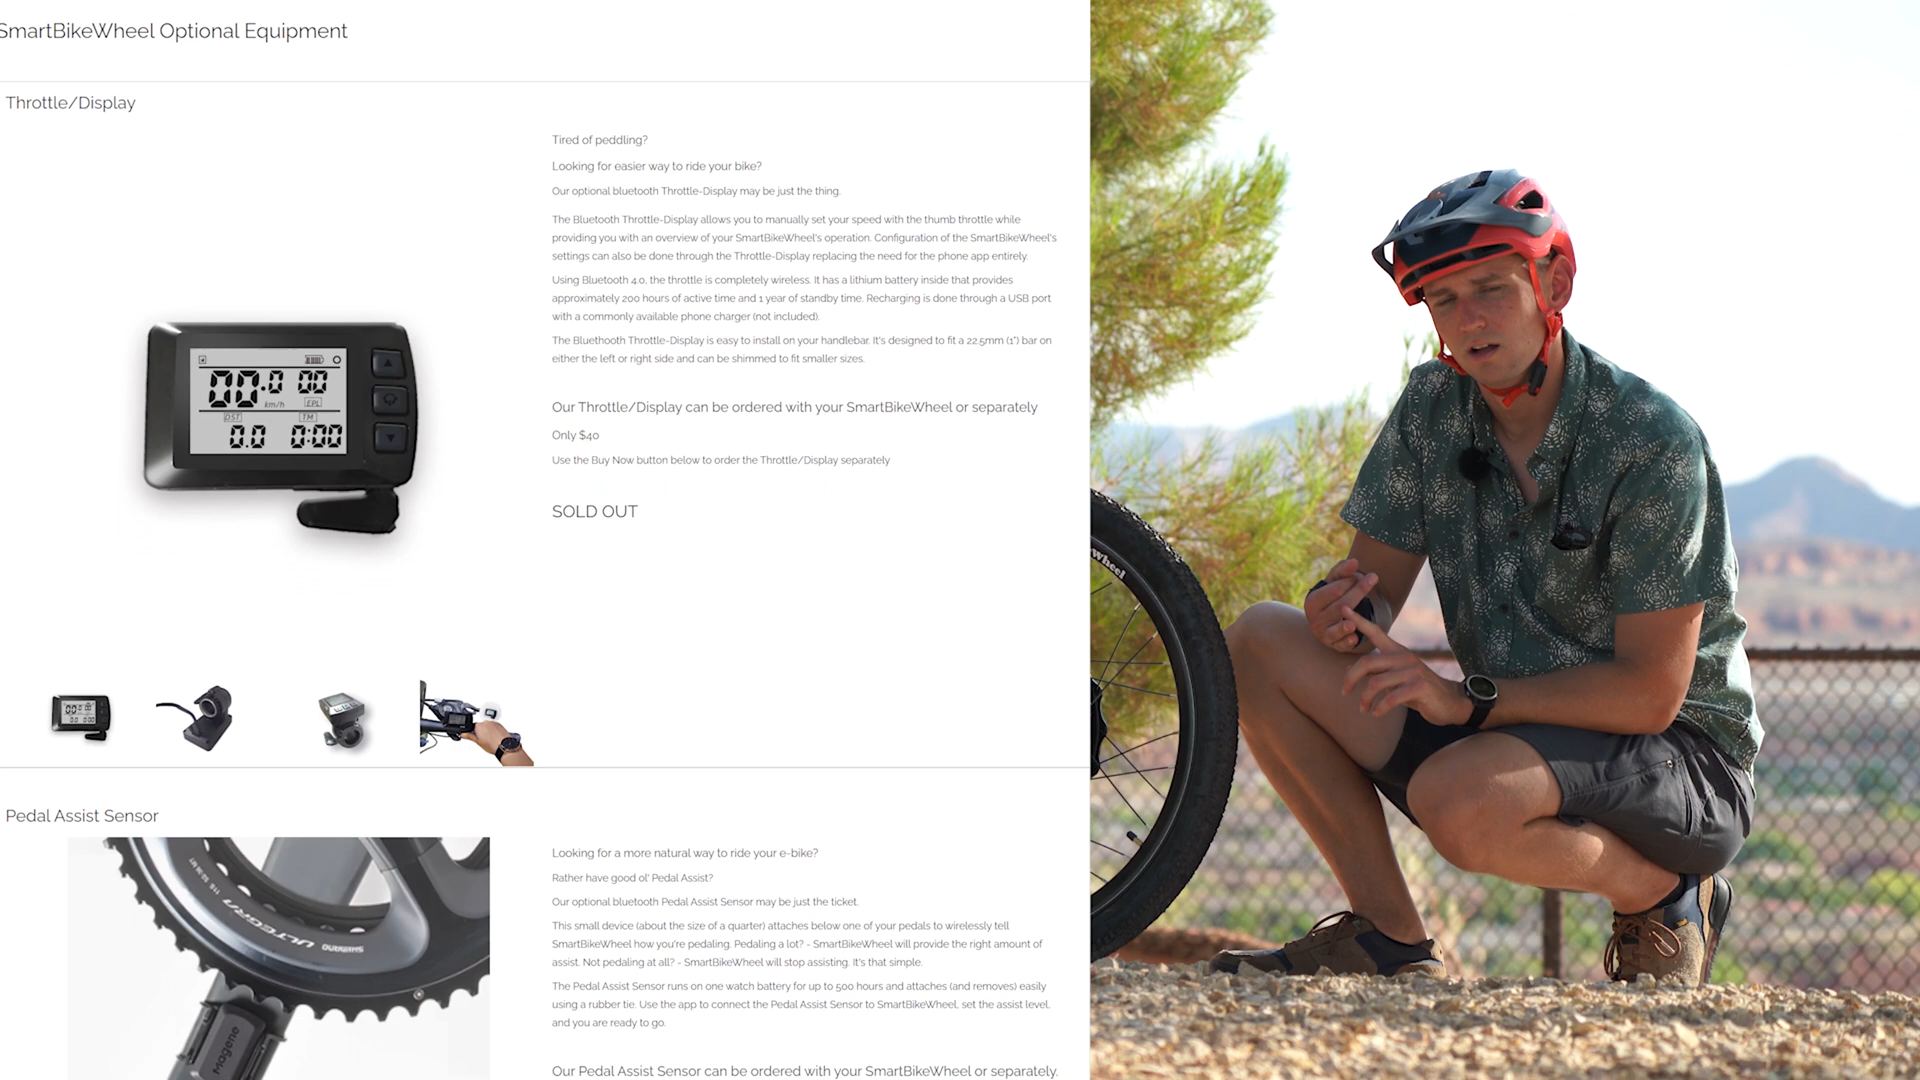 SmartBikeWheel Optional Equipment
Throttle/Display
Tired of peddling?
Looking for easier way to ride your bike?
Our optional bluetooth Throttle-Display may be just the thing.
The Bluetooth Throttle-Display allows you to manually set your speed with the thumb throttle while
providing you with an overview of your SmartBikeWheel's operation. Configuration of the SmartBikeWheel's
settings can also be done through the Throttle-Display replacing the need for the phone app entirely.
Using Bluetooth 4.0, the throttle is completely wireless. It has a lithium battery inside that provides
approximately 200 hours of active time and 1 year of standby time. Recharging is done through a USB port
with a commonly available phone charger (not included).
The Bluethooth Throttle-Display is easy to install on your handlebar. It's designed to fit a 22.5mm (1") bar on
either the left or right side and can be shimmed to fit smaller sizes.
Our Throttle/Display can be ordered with your SmartBikeWheel or separately
Only $40
Use the Buy Now button below to order the Throttle/Display separately
SOLD OUT
00.0 00
km/h EPL
DST TM
0.0 0:00
Wheel
Pedal Assist Sensor
Looking for a more natural way to ride your e-bike?
Rather have good ol' Pedal Assist?
Our optional bluetooth Pedal Assist Sensor may be just the ticket.
This small device (about the size of a quarter) attaches below one of your pedals to wirelessly tell
SmartBikeWheel how you're pedaling. Pedaling a lot? - SmartBikeWheel will provide the right amount of
assist. Not pedaling at all? - SmartBikeWheel will stop assisting. It's that simple.
The Pedal Assist Sensor runs on one watch battery for up to 500 hours and attaches (and removes) easily
using a rubber tie. Use the app to connect the Pedal Assist Sensor to SmartBikeWheel, set the assist level,
and you are ready to go.
Our Pedal Assist Sensor can be ordered with your SmartBikeWheel or separately.
ULTEGRA
SHIMANO
Magene